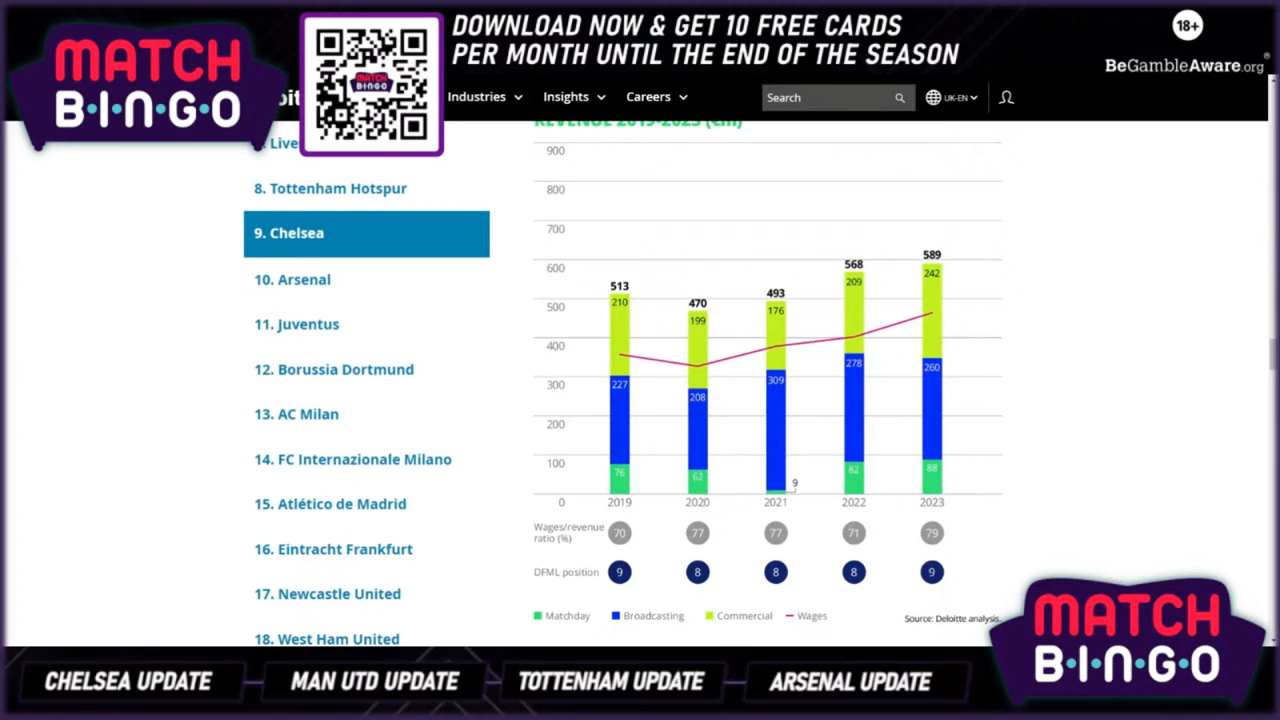 MATCH
B·I·N·G·O
MATCH
BINGO
DOWNLOAD NOW & GET 10 FREE CARDS
PER MONTH UNTIL THE END OF THE SEASON
18+
BeGambleAware.org®
Industries
Insights
Careers
Search
UK-EN
REVENUE 2019-2023 (€m)
Live
8. Tottenham Hotspur
9. Chelsea
10. Arsenal
11. Juventus
12. Borussia Dortmund
13. AC Milan
14. FC Internazionale Milano
15. Atlético de Madrid
16. Eintracht Frankfurt
17. Newcastle United
18. West Ham United
900
800
700
600
500
400
300
200
100
0
513
210
227
76
470
199
208
62
493
176
309
9
568
209
278
82
589
242
260
88
2019 2020 2021 2022 2023
Wages/revenue
ratio (%)
70 77 77 71 79
DFML position 9 8 8 8 9
Matchday Broadcasting Commercial Wages
Source: Deloitte analysis.
MATCH
B·I·N·G·O
CHELSEA UPDATE
MAN UTD UPDATE
TOTTENHAM UPDATE
ARSENAL UPDATE